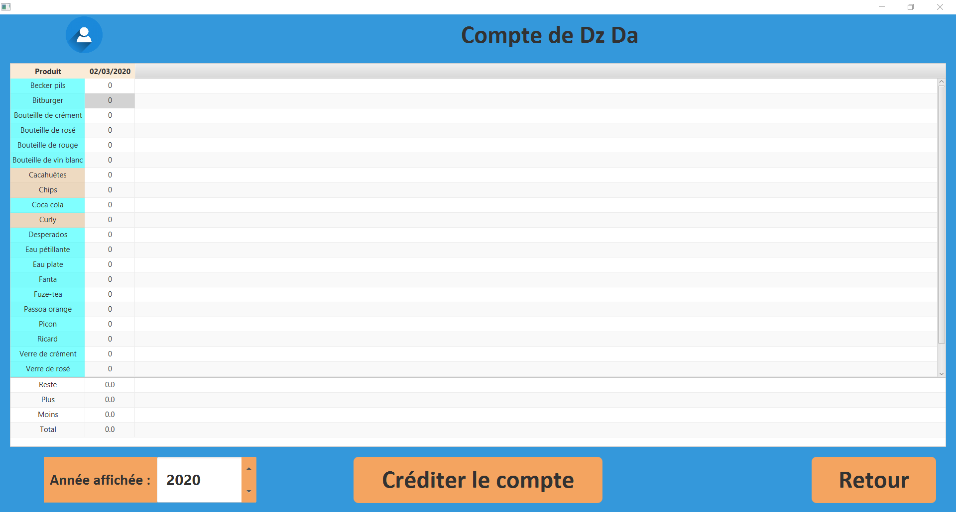 Compte de Dz Da
Produit 02/03/2020
Becker pils 0
Bitburger 0
Bouteille de crément 0
Bouteille de rosé 0
Bouteille de rouge 0
Bouteille de vin blanc 0
Cacahuètes 0
Chips 0
Coca cola 0
Curly 0
Desperados 0
Eau pétillante 0
Eau plate 0
Fanta 0
Fuze-tea 0
Passoa orange 0
Picon 0
Ricard 0
Verre de crément 0
Verre de rosé 0
Reste 0.0
Plus 0.0
Moins 0.0
Total 0.0
Année affichée : 2020
Créditer le compte
Retour